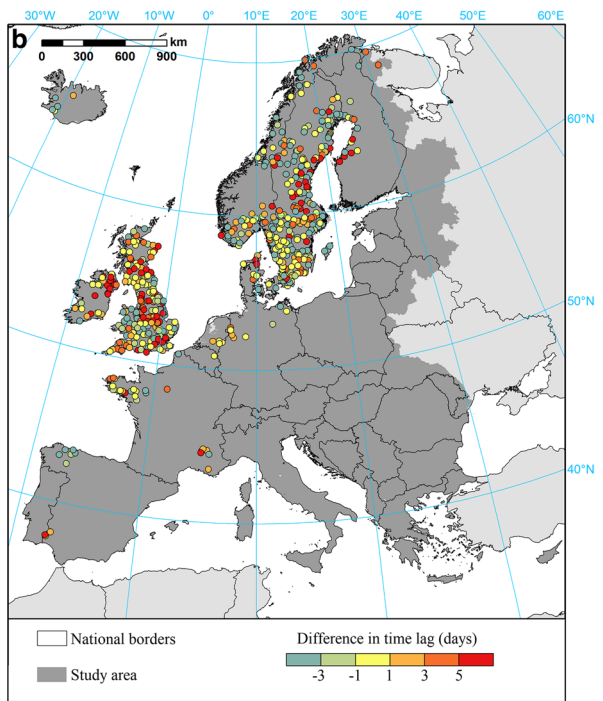 30°W 20°W 10°W 0° 10°E 20°E 30°E 40°E 60°E
b
km
0 300 600 900
60°N
50°N
40°N
National borders
Difference in time lag (days)
Study area
-3 -1 1 3 5